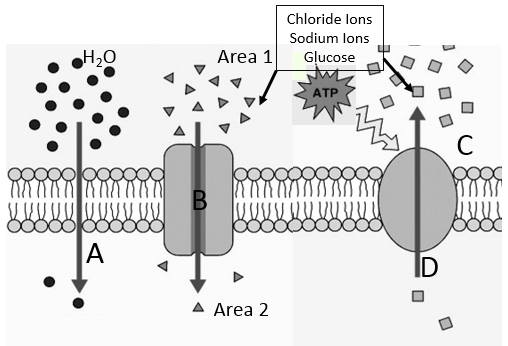 Chloride Ions
Sodium Ions
Glucose
H₂O
Area 1
ATP
C
B
A
D
Area 2